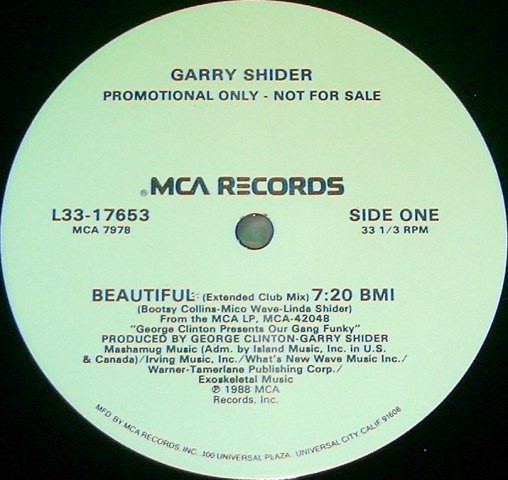 GARRY SHIDER
PROMOTIONAL ONLY - NOT FOR SALE
®MCA RECORDS
L33-17653
MCA 7978
SIDE ONE
33 1/3 RPM
BEAUTIFUL (Extended Club Mix) 7:20 BMI
(Bootsy Collins-Mico Wave-Linda Shider)
From the MCA LP, MCA-42048
"George Clinton Presents Our Gang Funky"
PRODUCED BY GEORGE CLINTON-GARRY SHIDER
Mashamug Music (Adm. by Island Music, Inc. in U.S.
& Canada)/Irving Music, Inc./What's New Wave Music Inc./
Warner-Tamerlane Publishing Corp./
Exoskeletal Music
℗ 1988 MCA
Records, Inc.
MFD BY MCA RECORDS, INC., 100 UNIVERSAL PLAZA, UNIVERSAL CITY, CALIF. 91608